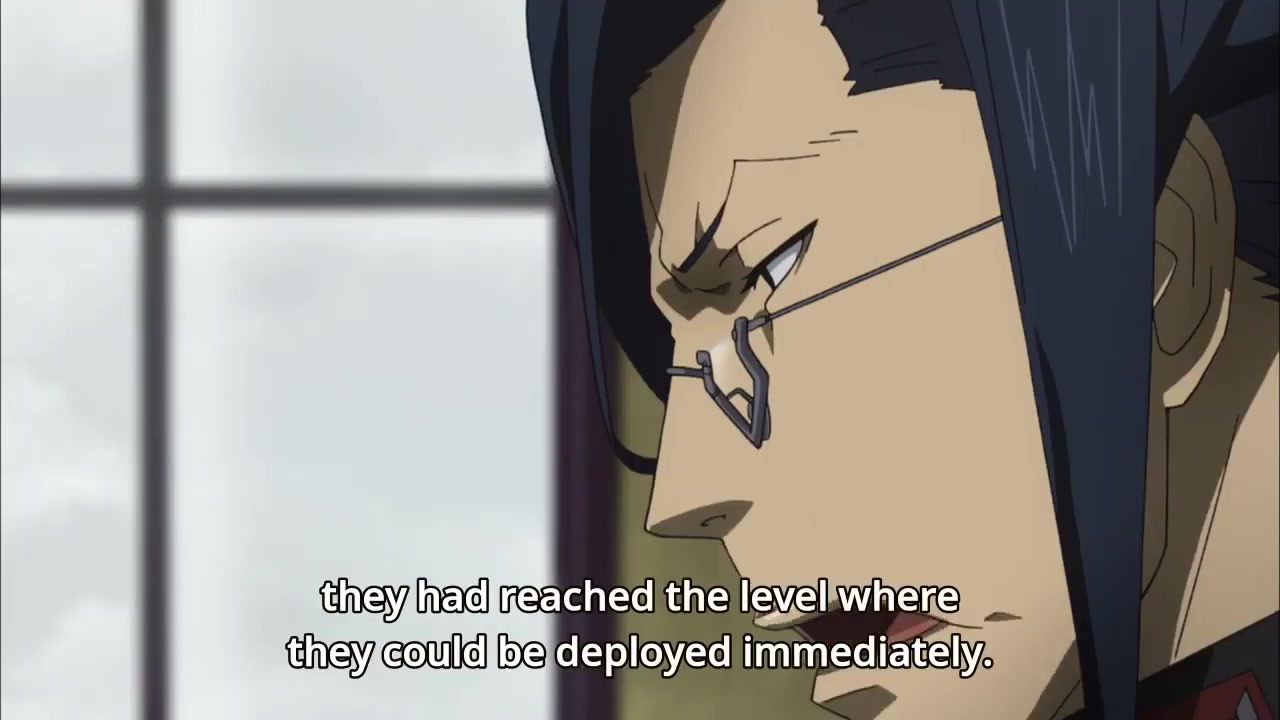 they had reached the level where
they could be deployed immediately.